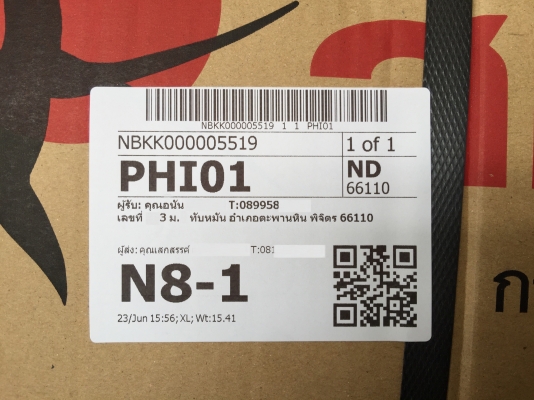 NBKK000005519 1 1 PHI01
NBKK000005519 1 of 1
PHI01 ND
66110
ผู้รับ: คุณอนัน T:089958
เลขที่ 3 ม. ทับหมัน อำเภอตะพานหิน พิจิตร 66110
ผู้ส่ง: คุณเสกสรรค์ T:081
N8-1
23/Jun 15:56; XL; Wt:15.41